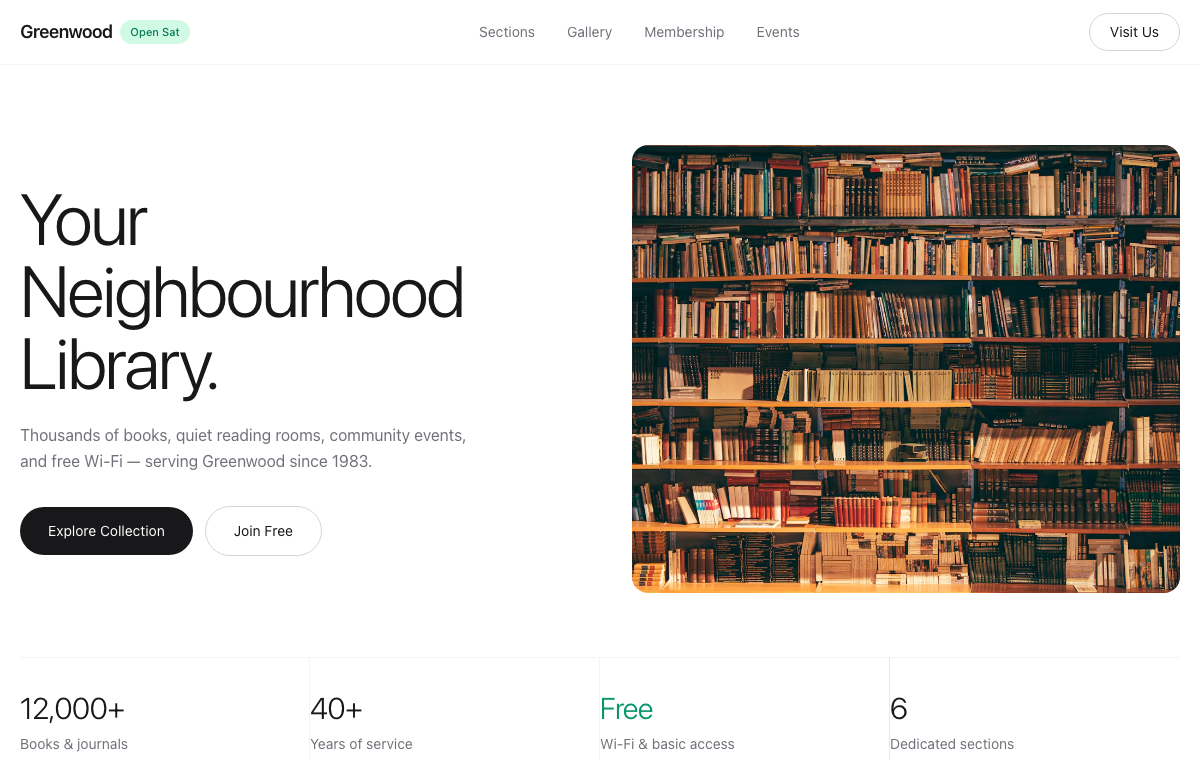 Greenwood
Open Sat
Sections
Gallery
Membership
Events
Visit Us
Your
Neighbourhood
Library.
Thousands of books, quiet reading rooms, community events,
and free Wi-Fi — serving Greenwood since 1983.
Explore Collection
Join Free
12,000+
Books & journals
40+
Years of service
Free
Wi-Fi & basic access
6
Dedicated sections